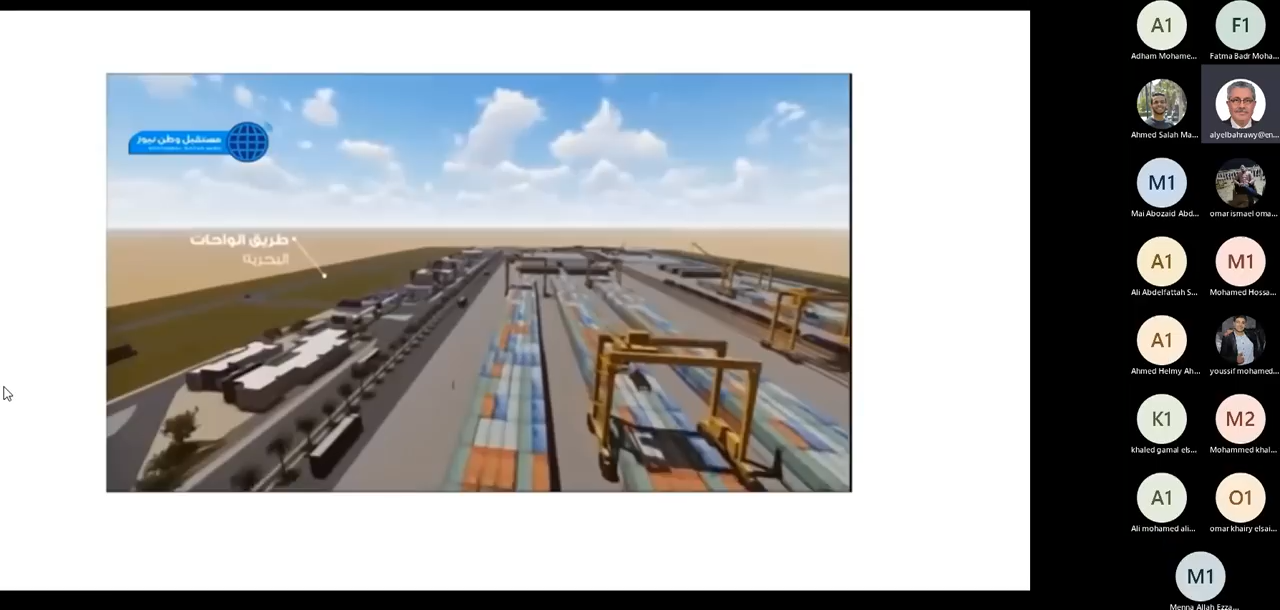 مستقبل وطن نيوز
طريق الواحات
البحرية
A1
F1
Adham Mohame...
Fatma Badr Moha...
Ahmed Salah Ma...
alyelbahrawy@en...
M1
Mai Abozaid Abd...
omar ismael oma...
A1
M1
Ali Abdelfattah S...
Mohamed Hossa...
A1
Ahmed Helmy Ah...
youssif mohamed...
K1
M2
khaled gamal els...
Mohammed khal...
A1
O1
Ali mohamed ali...
omar khairy elsai...
M1
Menna Allah Ezza...